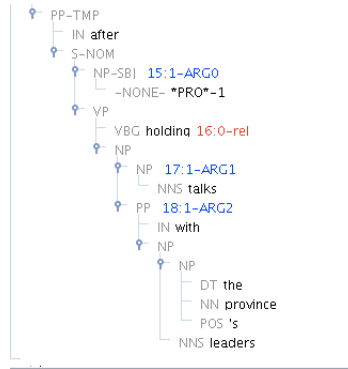 PP-TMP
IN after
S-NOM
NP-SBJ 15:1-ARG0
-NONE- *PRO*-1
VP
VBG holding 16:0-rel
NP
NP 17:1-ARG1
NNS talks
PP 18:1-ARG2
IN with
NP
NP
DT the
NN province
POS 's
NNS leaders